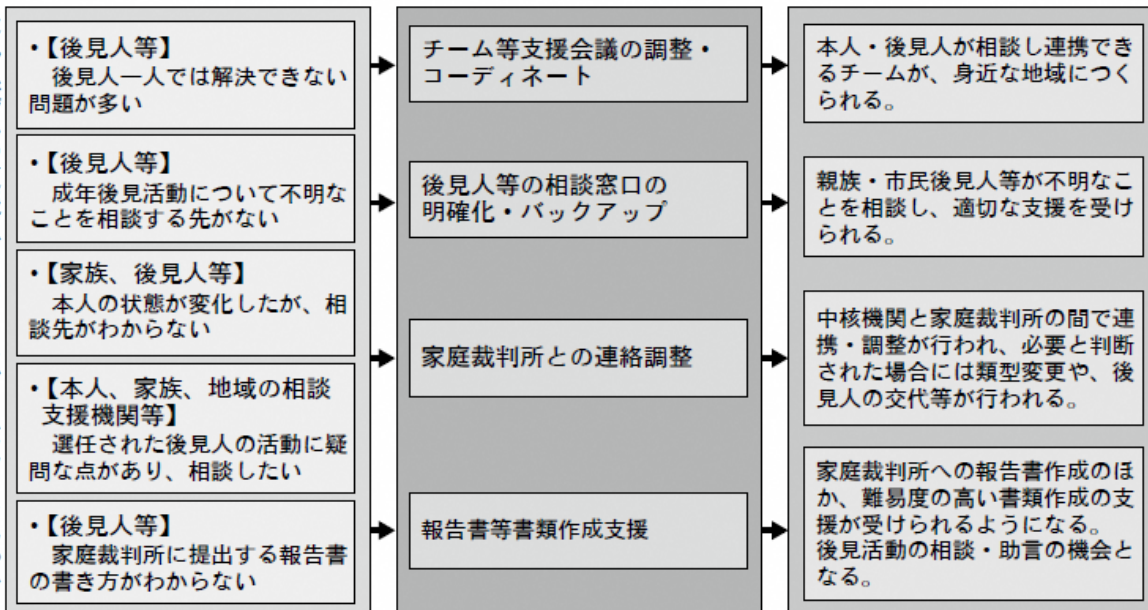 ・【後見人等】
後見人一人では解決できない
問題が多い
・【後見人等】
成年後見活動について不明な
ことを相談する先がない
・【家族、後見人等】
本人の状態が変化したが、相
談先がわからない
・【本人、家族、地域の相談
支援機関等】
選任された後見人の活動に疑
問な点があり、相談したい
・【後見人等】
家庭裁判所に提出する報告書
の書き方がわからない
チーム等支援会議の調整・
コーディネート
後見人等の相談窓口の
明確化・バックアップ
家庭裁判所との連絡調整
報告書等書類作成支援
本人・後見人が相談し連携でき
るチームが、身近な地域につく
られる。
親族・市民後見人等が不明なこ
とを相談し、適切な支援を受け
られる。
中核機関と家庭裁判所の間で連
携・調整が行われ、必要と判断
された場合には類型変更や、後
見人の交代等が行われる。
家庭裁判所への報告書作成のほ
か、難易度の高い書類作成の支
援が受けられるようになる。
後見活動の相談・助言の機会と
なる。